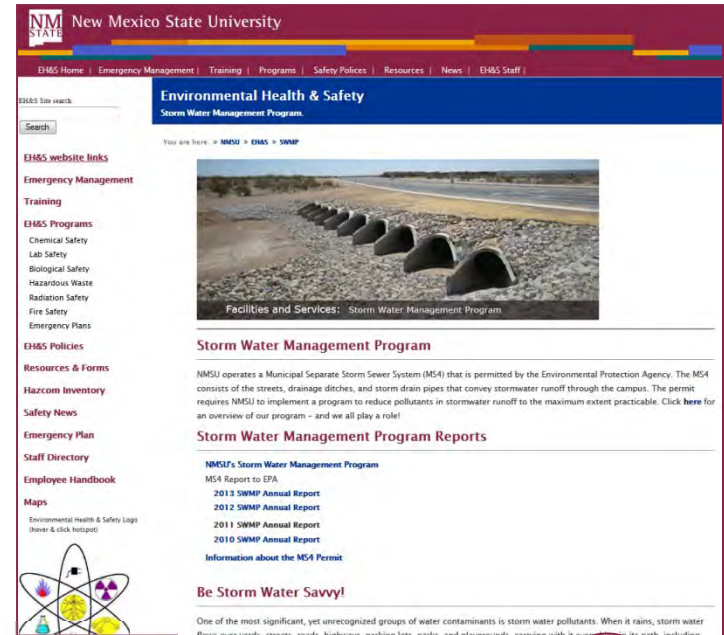 NM
STATE
New Mexico State University
EH&S Home | Emergency Management | Training | Programs | Safety Polices | Resources | News | EH&S Staff |
EH&S Site search
Search
Environmental Health & Safety
Storm Water Management Program.
You are here: > NMSU > EH&S > SWMP
EH&S website links
Emergency Management
Training
EH&S Programs
Chemical Safety
Lab Safety
Biological Safety
Hazardous Waste
Radiation Safety
Fire Safety
Emergency Plans
EH&S Policies
Resources & Forms
Hazcom Inventory
Safety News
Emergency Plan
Staff Directory
Employee Handbook
Maps
Environmental Health & Safety Logo
(hover & click hotspot)
Facilities and Services: Storm Water Management Program
Storm Water Management Program
NMSU operates a Municipal Separate Storm Sewer System (MS4) that is permitted by the Environmental Protection Agency. The MS4
consists of the streets, drainage ditches, and storm drain pipes that convey stormwater runoff through the campus. The permit
requires NMSU to implement a program to reduce pollutants in stormwater runoff to the maximum extent practicable. Click here for
an overview of our program – and we all play a role!
Storm Water Management Program Reports
NMSU's Storm Water Management Program
MS4 Report to EPA
2013 SWMP Annual Report
2012 SWMP Annual Report
2011 SWMP Annual Report
2010 SWMP Annual Report
Information about the MS4 Permit
Be Storm Water Savvy!
One of the most significant, yet unrecognized groups of water contaminants is storm water pollutants. When it rains, storm water